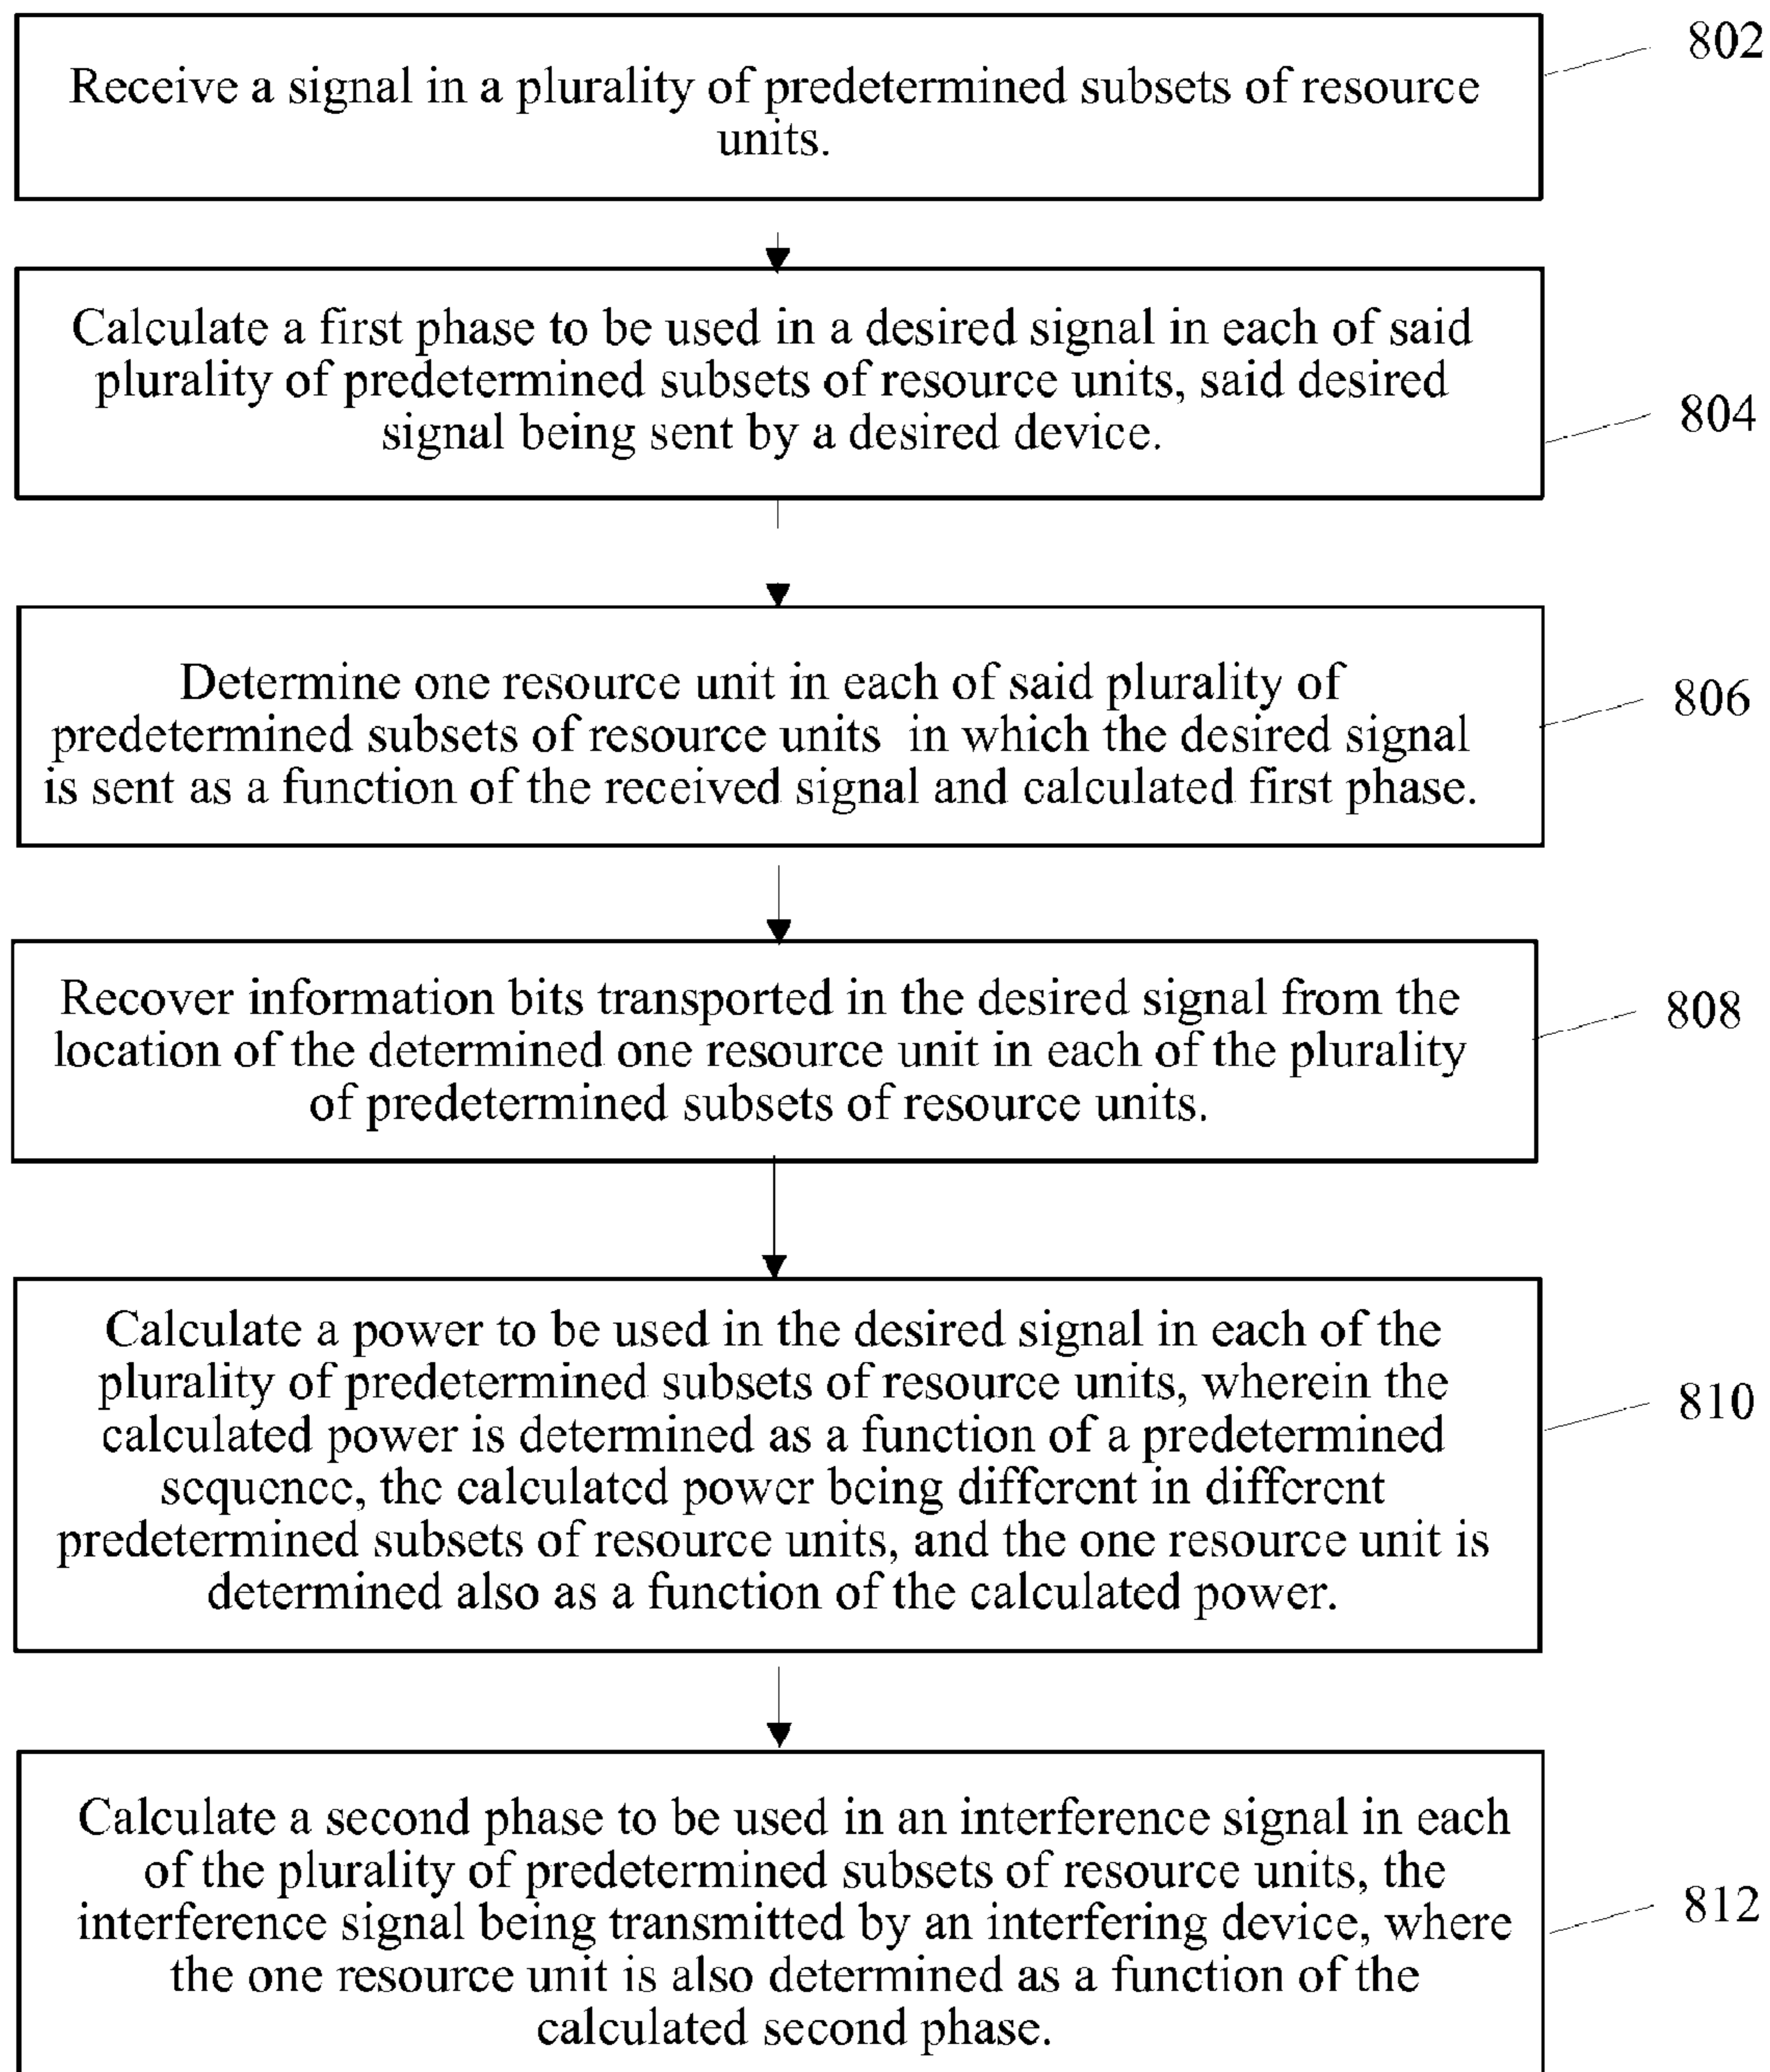 Receive a signal in a plurality of predetermined subsets of resource
units.
802
Calculate a first phase to be used in a desired signal in each of said
plurality of predetermined subsets of resource units, said desired
signal being sent by a desired device.
804
Determine one resource unit in each of said plurality of
predetermined subsets of resource units in which the desired signal
is sent as a function of the received signal and calculated first phase.
806
Recover information bits transported in the desired signal from the
location of the determined one resource unit in each of the plurality
of predetermined subsets of resource units.
808
Calculate a power to be used in the desired signal in each of the
plurality of predetermined subsets of resource units, wherein the
calculated power is determined as a function of a predetermined
sequence, the calculated power being different in different
predetermined subsets of resource units, and the one resource unit is
determined also as a function of the calculated power.
810
Calculate a second phase to be used in an interference signal in each
of the plurality of predetermined subsets of resource units, the
interference signal being transmitted by an interfering device, where
the one resource unit is also determined as a function of the
calculated second phase.
812